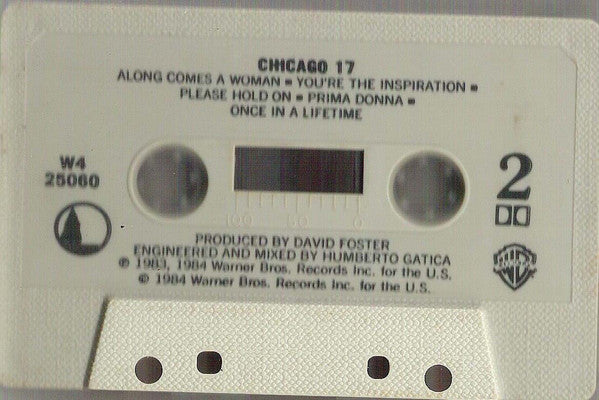 CHICAGO 17
ALONG COMES A WOMAN ▪ YOU'RE THE INSPIRATION ▪
PLEASE HOLD ON ▪ PRIMA DONNA ▪
ONCE IN A LIFETIME
W4
25060
2
100 50 0
PRODUCED BY DAVID FOSTER
ENGINEERED AND MIXED BY HUMBERTO GATICA
℗ 1983, 1984 Warner Bros. Records Inc. for the U.S.
© 1984 Warner Bros. Records Inc. for the U.S.